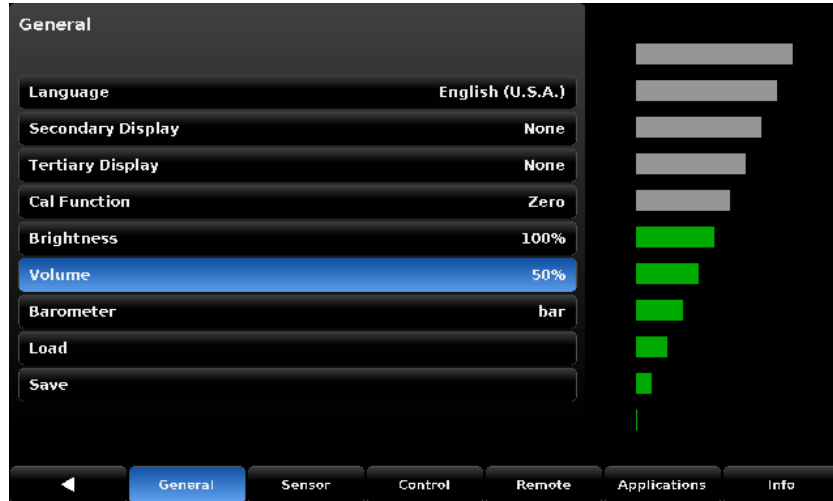 General
Language English (U.S.A.)
Secondary Display None
Tertiary Display None
Cal Function Zero
Brightness 100%
Volume 50%
Barometer bar
Load
Save
General Sensor Control Remote Applications Info